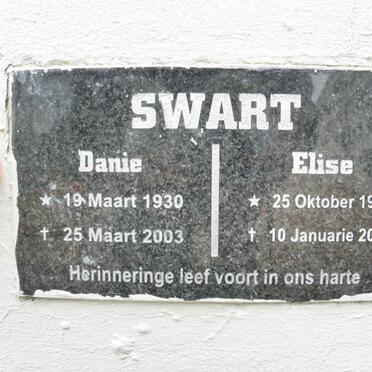 SWART
Danie Elise
★ 19 Maart 1930 ★ 25 Oktober 19
† 25 Maart 2003 † 10 Januarie 20
Herinneringe leef voort in ons harte